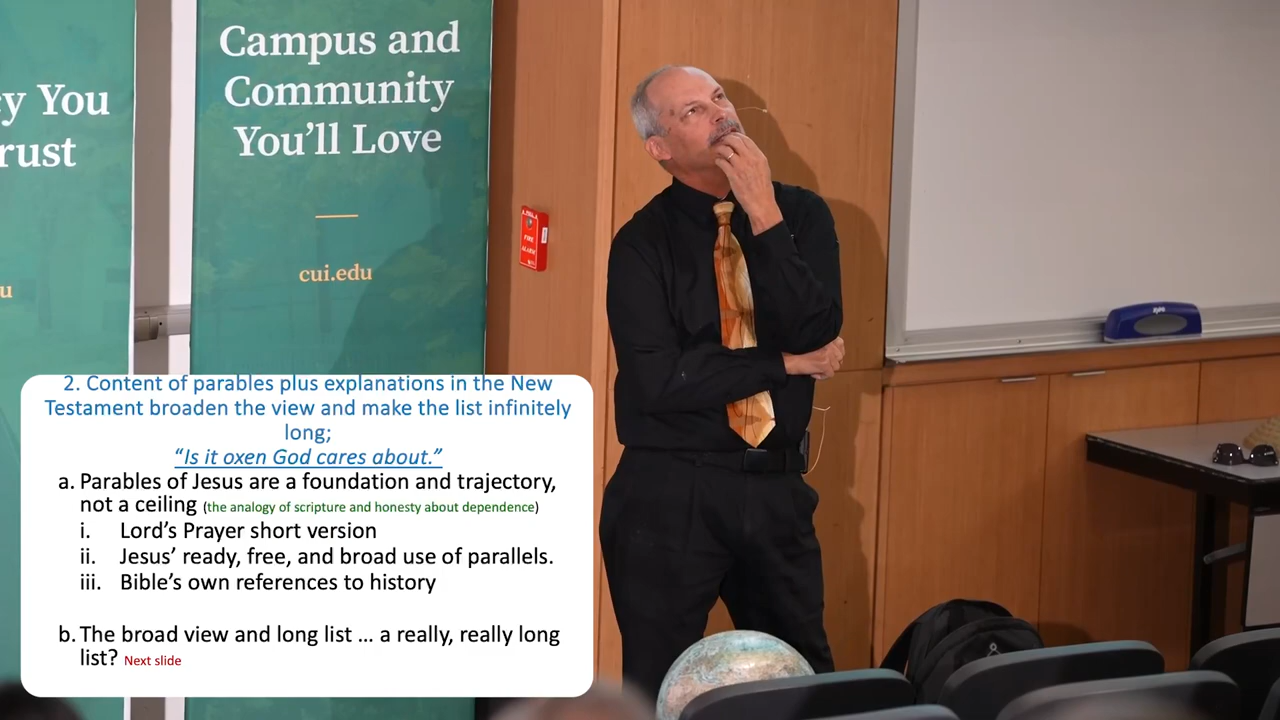 cy You
rust
u
Campus and
Community
You'll Love
cui.edu
FIRE
ALARM
2. Content of parables plus explanations in the New
Testament broaden the view and make the list infinitely
long;
“Is it oxen God cares about.”
a. Parables of Jesus are a foundation and trajectory,
not a ceiling (the analogy of scripture and honesty about dependence)
i. Lord’s Prayer short version
ii. Jesus’ ready, free, and broad use of parallels.
iii. Bible’s own references to history
b. The broad view and long list … a really, really long
list? Next slide